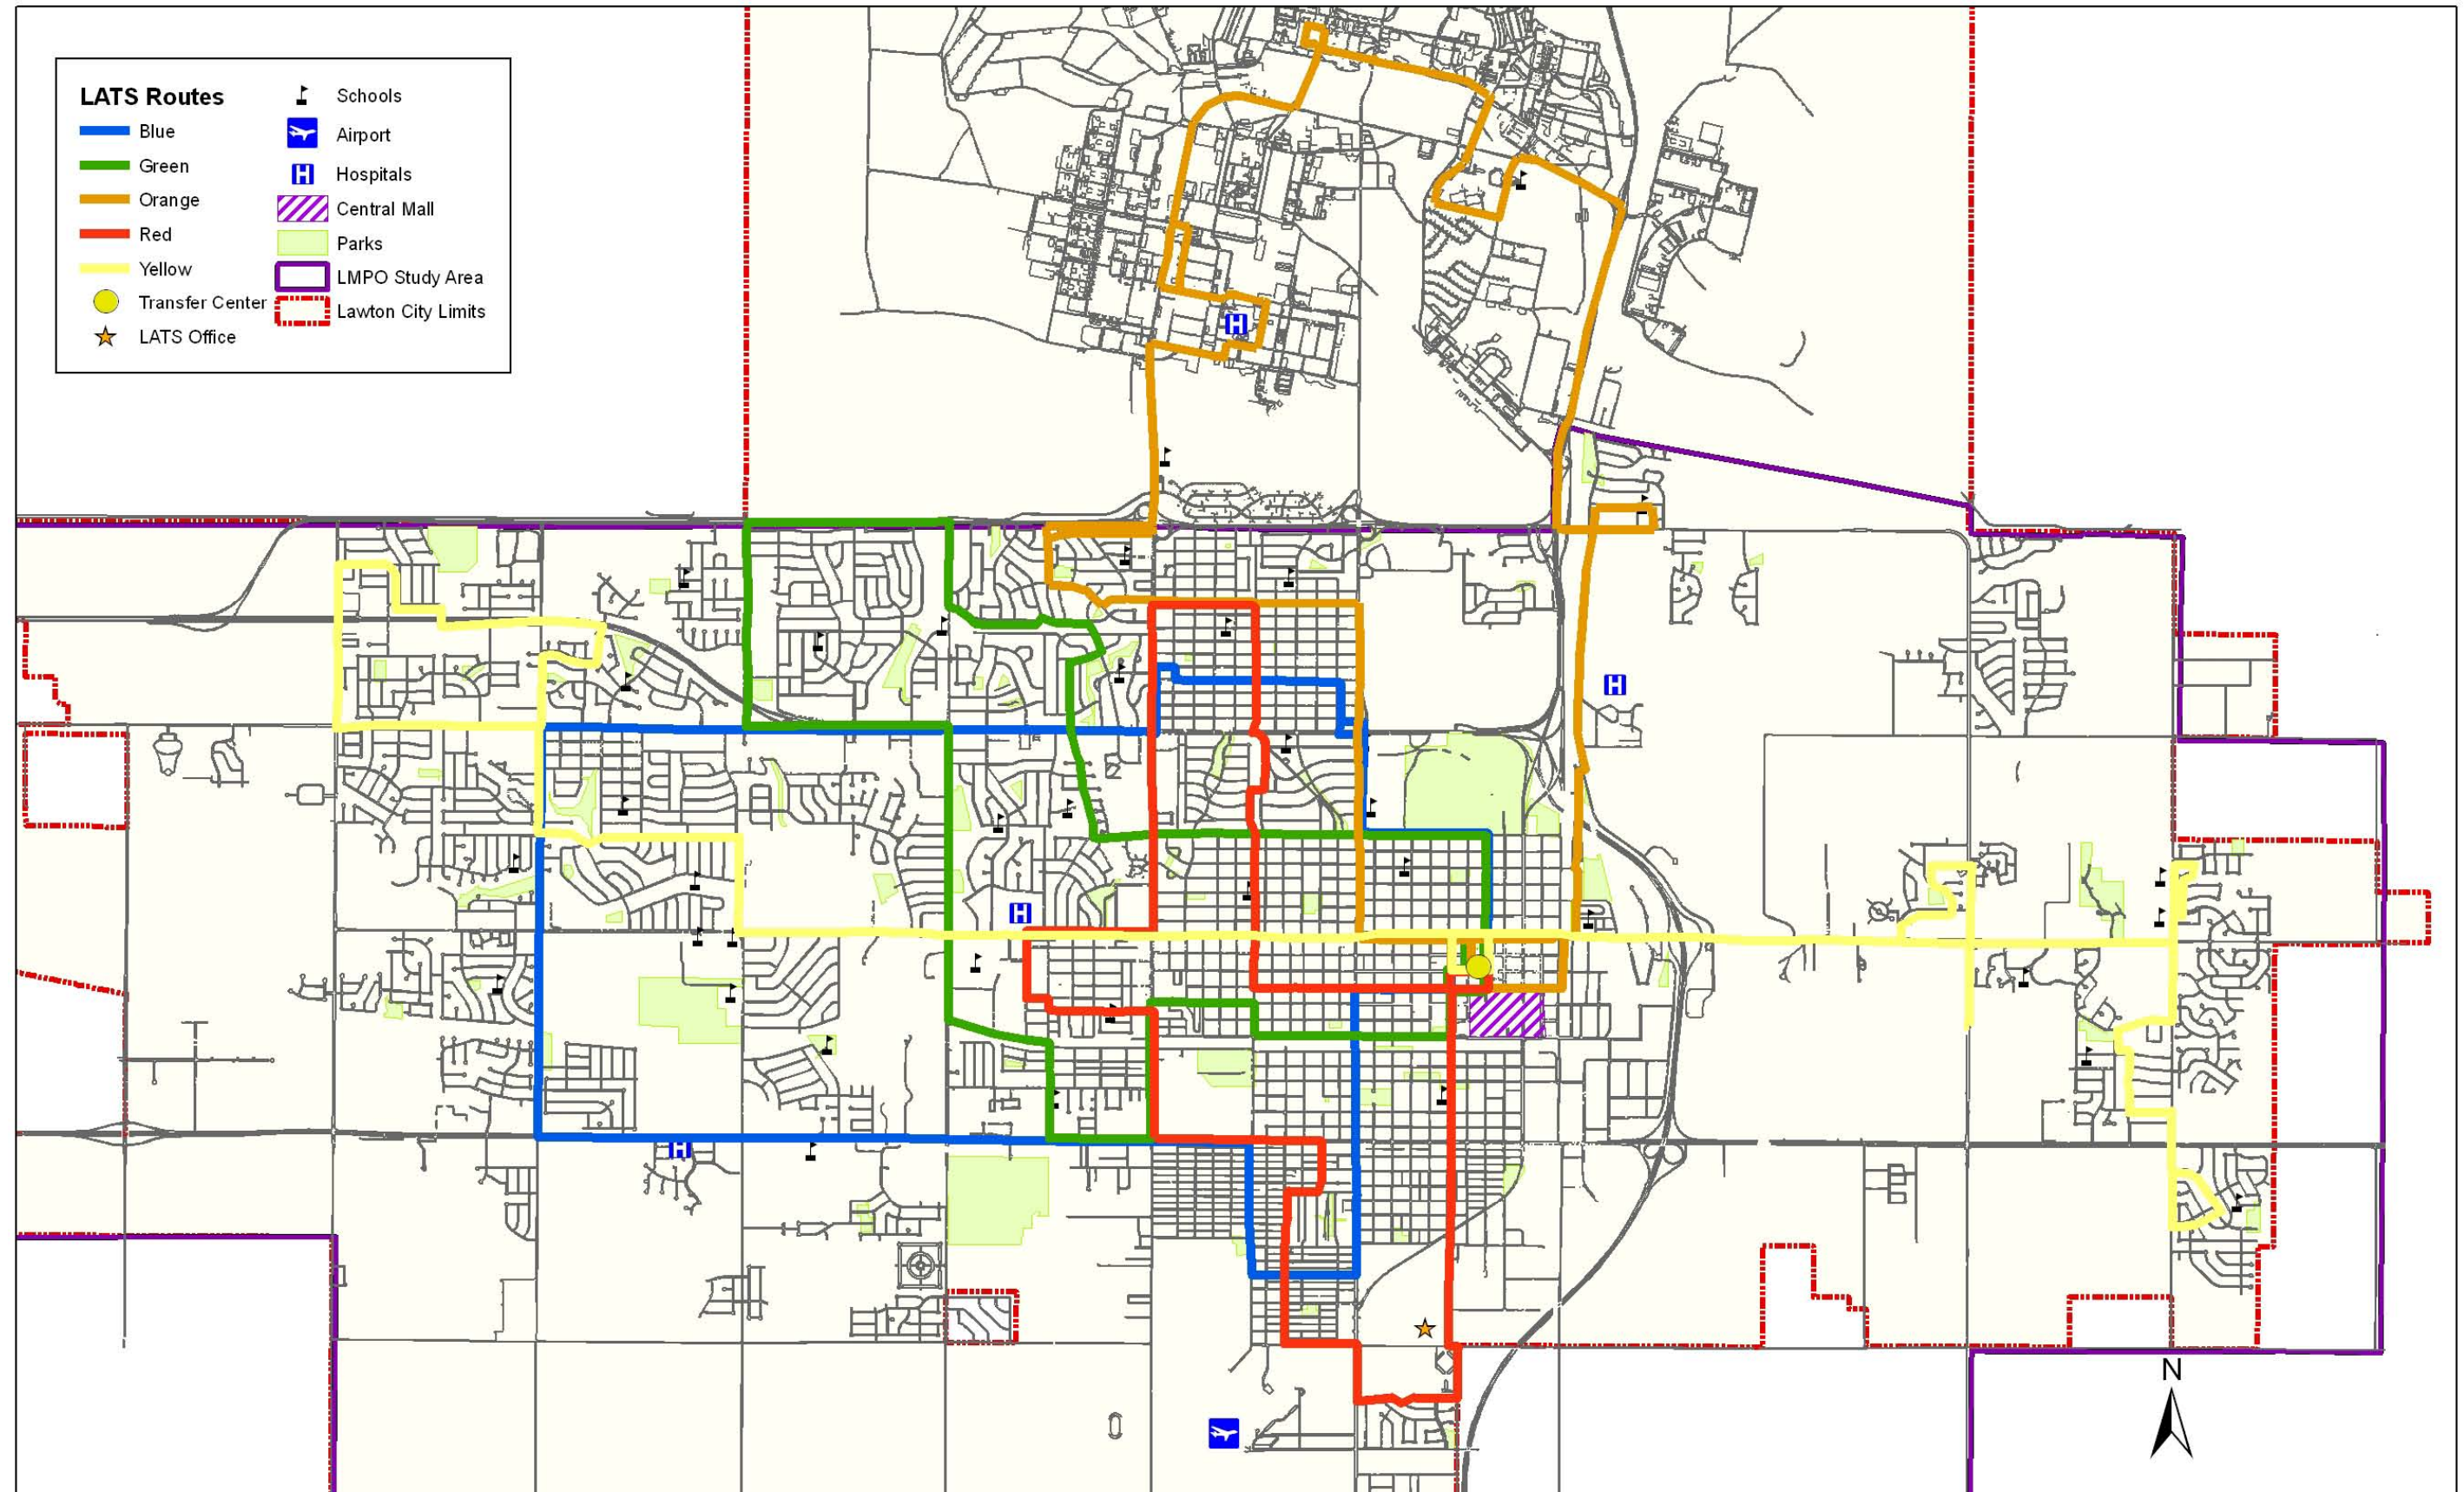 LATS Routes
Blue
Green
Orange
Red
Yellow
Transfer Center
LATS Office
Schools
Airport
H Hospitals
Central Mall
Parks
LMPO Study Area
Lawton City Limits
H
H
H
H
N